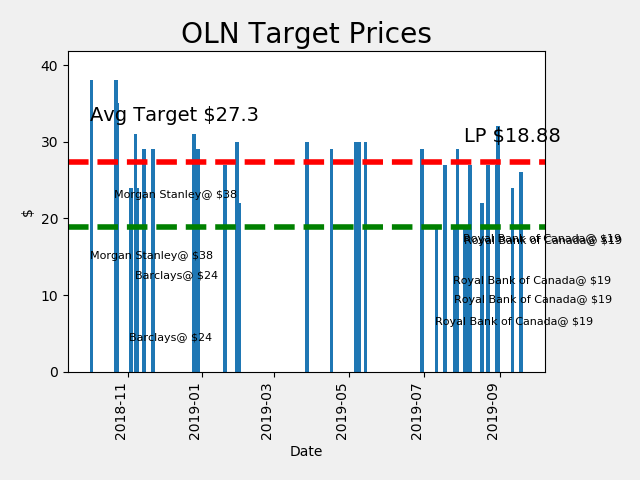 OLN Target Prices
40
30
20
10
0
$
Avg Target $27.3
LP $18.88
Morgan Stanley@ $38
Royal Bank of Canada@ $19
Royal Bank of Canada@ $19
Morgan Stanley@ $38
Barclays@ $24
Royal Bank of Canada@ $19
Royal Bank of Canada@ $19
Royal Bank of Canada@ $19
Barclays@ $24
2018-11
2019-01
2019-03
2019-05
2019-07
2019-09
Date